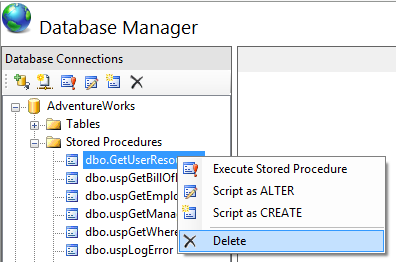 Database Manager
Database Connections
AdventureWorks
Tables
Stored Procedures
dbo.GetUserResou
dbo.uspGetBillOf
dbo.uspGetEmplo
dbo.uspGetMana
dbo.uspGetWhere
dbo.uspLogError
Execute Stored Procedure
Script as ALTER
Script as CREATE
Delete